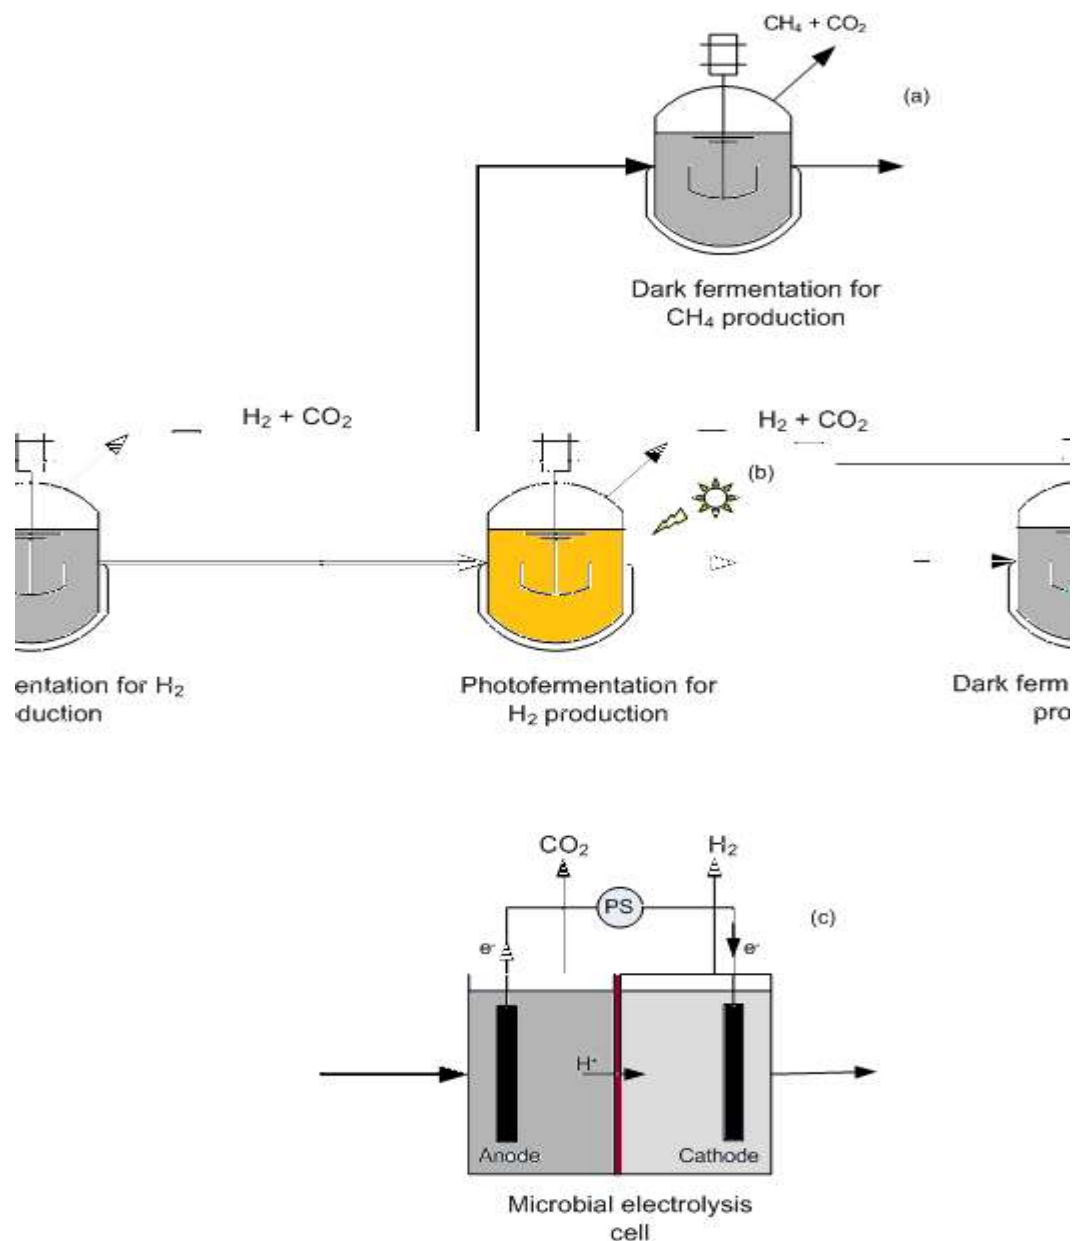 CH₄ + CO₂
(a)
Dark fermentation for
CH₄ production
H₂ + CO₂
H₂ + CO₂
(b)
entation for H₂
duction
Photofermentation for
H₂ production
Dark ferm
pro
CO₂
H₂
PS
(c)
e⁻
e⁻
H⁺
Anode
Cathode
Microbial electrolysis
cell